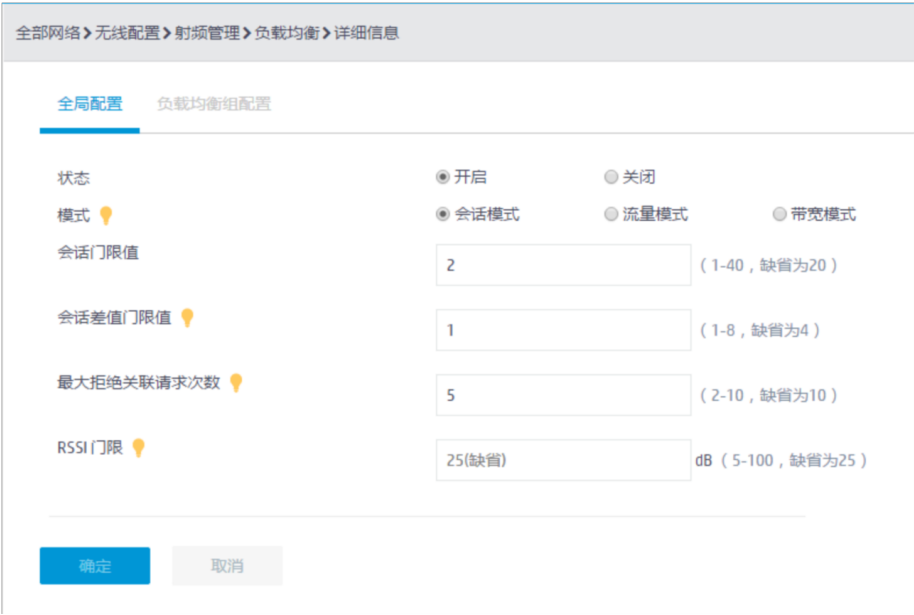 全部网络>无线配置>射频管理>负载均衡>详细信息
全局配置 负载均衡组配置
状态 开启 关闭
模式 会话模式 流量模式 带宽模式
会话门限值 2 (1-40，缺省为20)
会话差值门限值 1 (1-8，缺省为4)
最大拒绝关联请求次数 5 (2-10，缺省为10)
RSSI门限 25(缺省) dB (5-100，缺省为25)
确定 取消